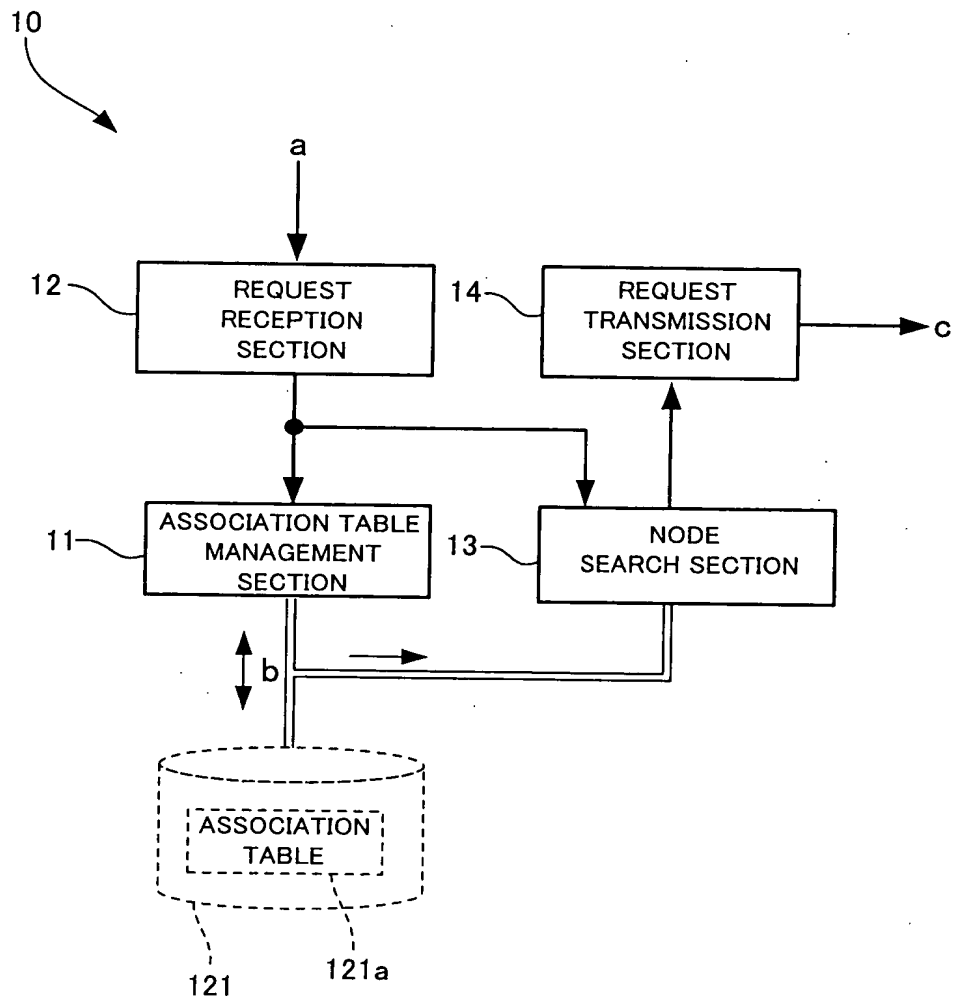 10
a
12
REQUEST
RECEPTION
SECTION
14
REQUEST
TRANSMISSION
SECTION
c
11
ASSOCIATION TABLE
MANAGEMENT
SECTION
13
NODE
SEARCH SECTION
b
ASSOCIATION
TABLE
121
121a